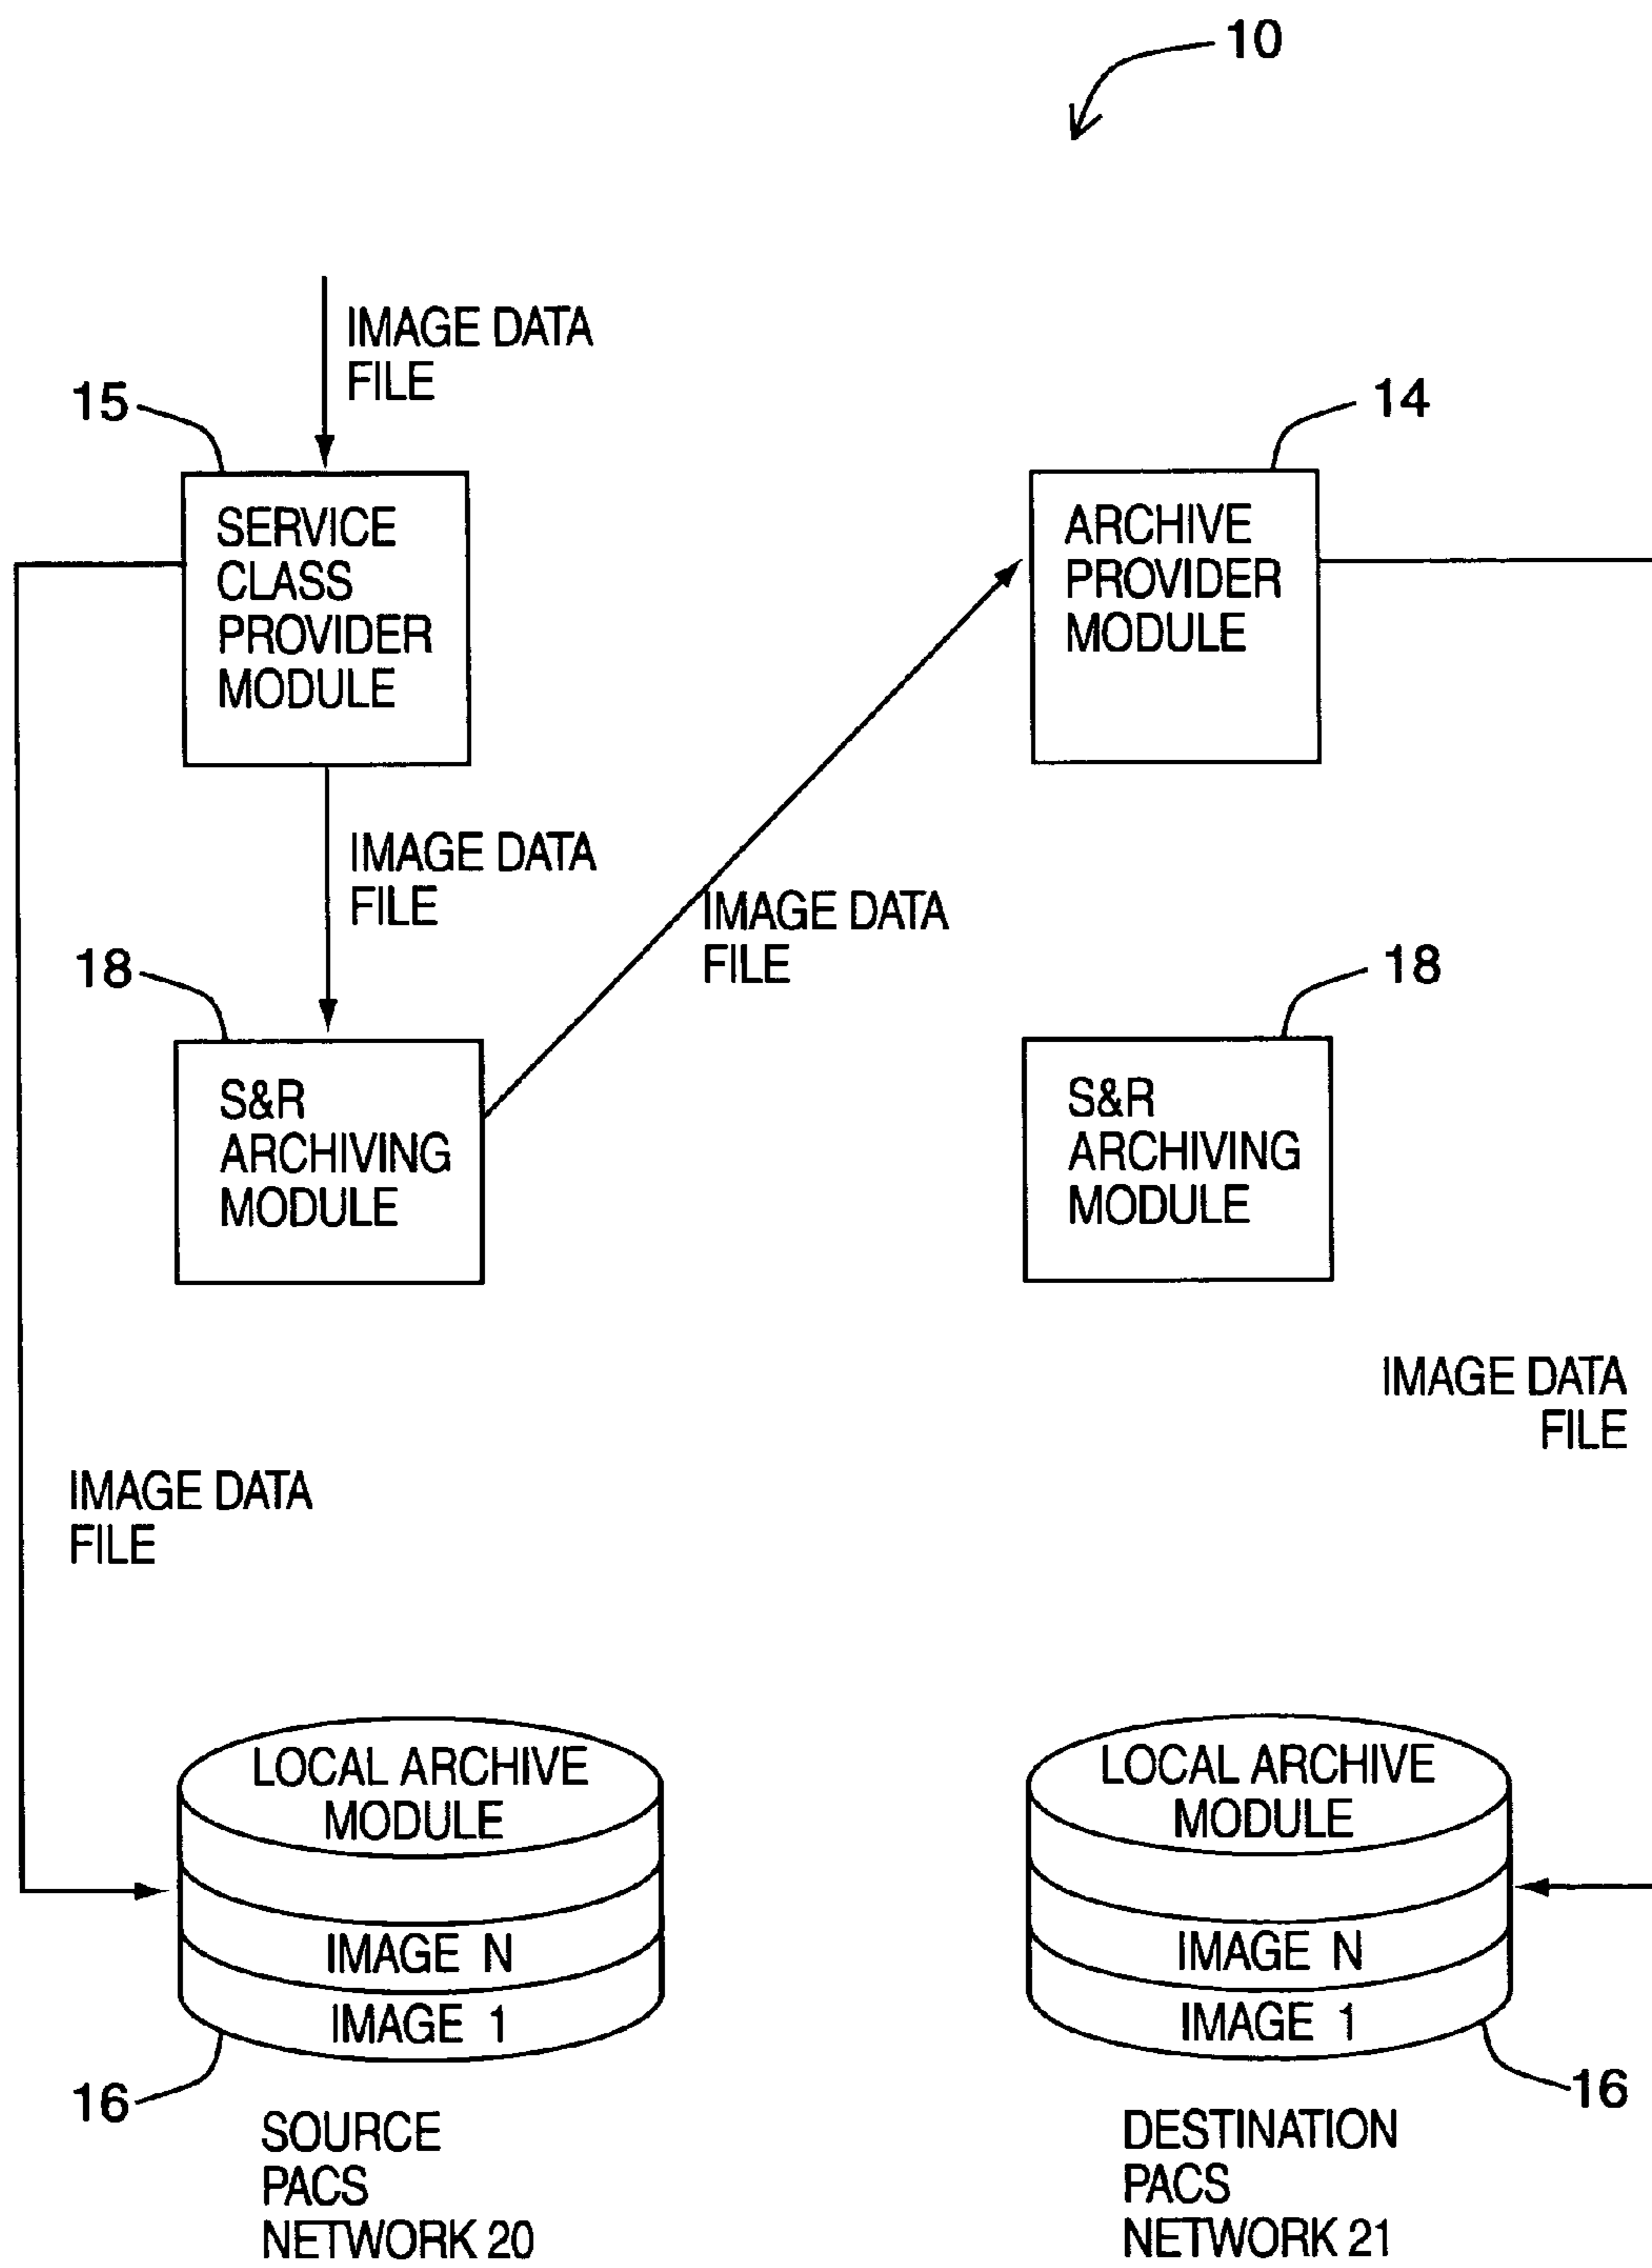 10
IMAGE DATA
FILE
15
14
SERVICE
CLASS
PROVIDER
MODULE
ARCHIVE
PROVIDER
MODULE
IMAGE DATA
FILE
IMAGE DATA
FILE
18
18
S&R
ARCHIVING
MODULE
S&R
ARCHIVING
MODULE
IMAGE DATA
FILE
IMAGE DATA
FILE
LOCAL ARCHIVE
MODULE
IMAGE N
IMAGE 1
LOCAL ARCHIVE
MODULE
IMAGE N
IMAGE 1
16
16
SOURCE
PACS
NETWORK 20
DESTINATION
PACS
NETWORK 21